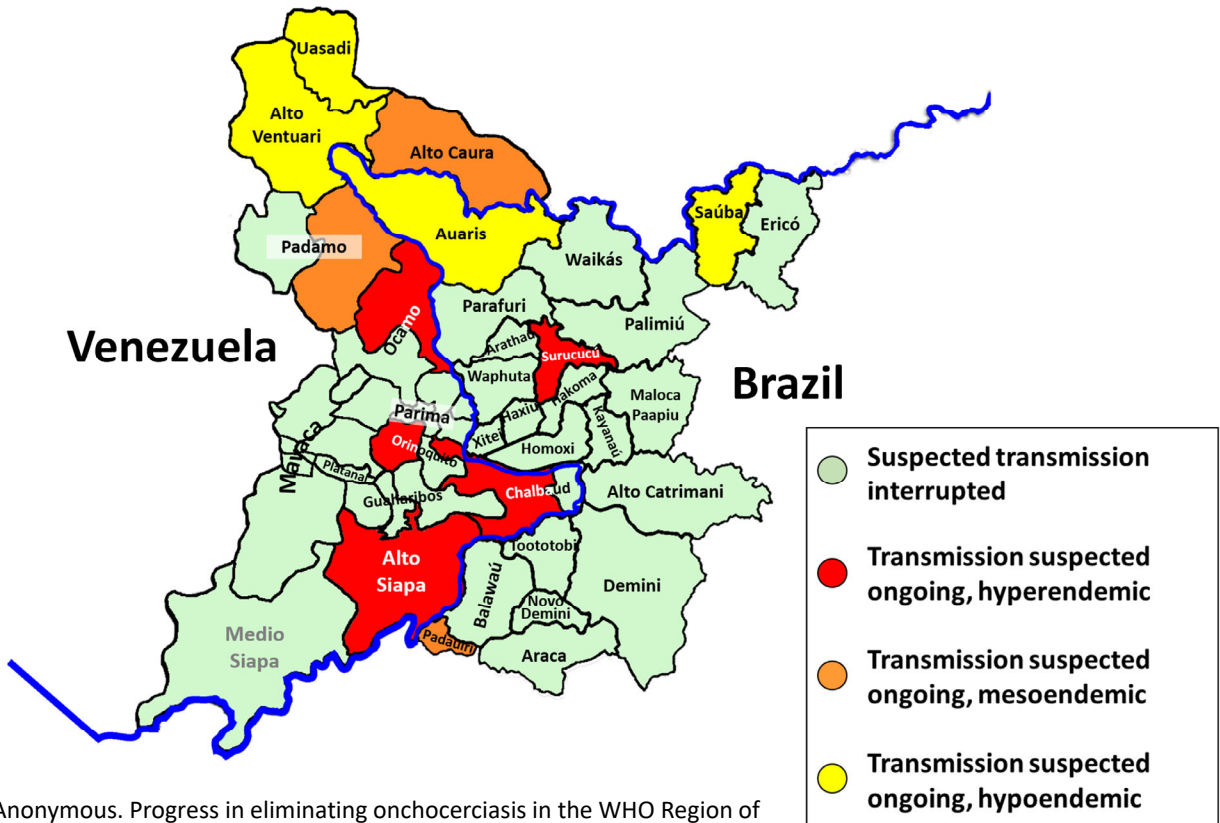 Uasadi
Alto
Ventuari
Alto Caura
Saúba
Ericó
Auaris
Padamo
Waikás
Parafuri
Palimiú
Ocamo
Arathau
Surucucú
Venezuela
Waphuta
Hakoma
Brazil
Maloca
Paapiu
Parima
Haxiu
Kayanaú
Xitei
Orinoquito
Homoxi
Mavaca
Platanal
Guaharibos
Chalbaud
Alto Catrimani
Alto
Siapa
Toototobi
Balawaú
Demini
Novo
Demini
Medio
Siapa
Padauiri
Araca
Suspected transmission
interrupted
Transmission suspected
ongoing, hyperendemic
Transmission suspected
ongoing, mesoendemic
Transmission suspected
ongoing, hypoendemic
Anonymous. Progress in eliminating onchocerciasis in the WHO Region of